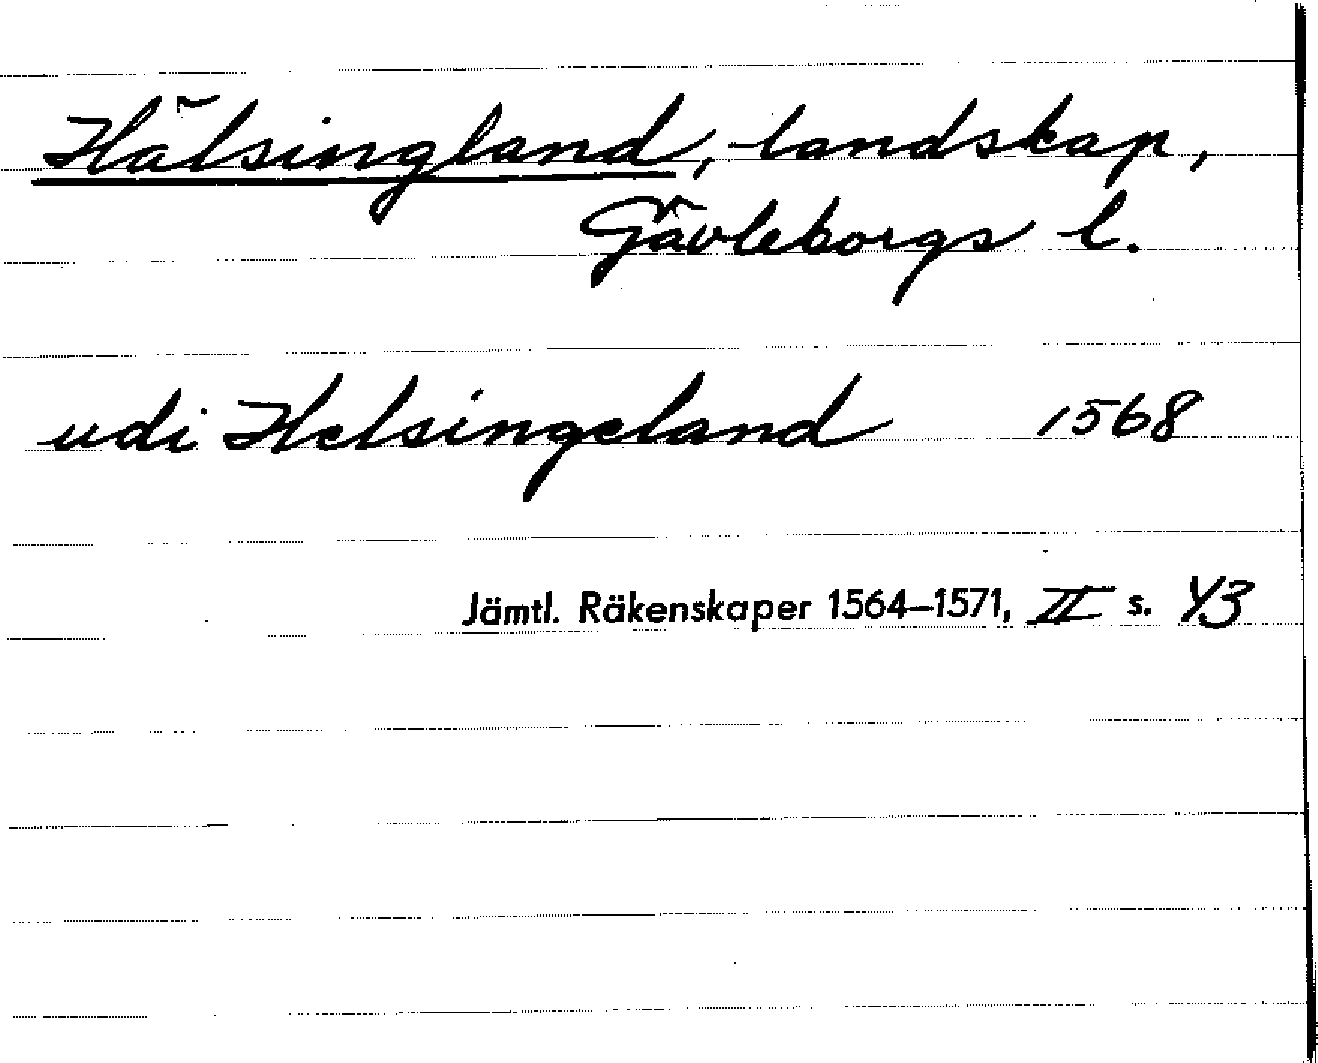 Hälsingland, landskap,
Gävleborgs l.
udi Helsingeland 1568
Jämtl. Räkenskaper 1564–1571, II s. 43